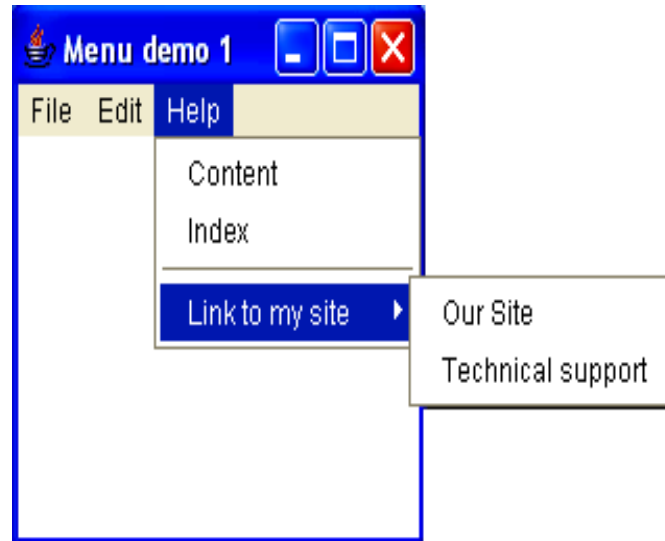 Menu demo 1
File Edit Help
Content
Index
Link to my site
Our Site
Technical support